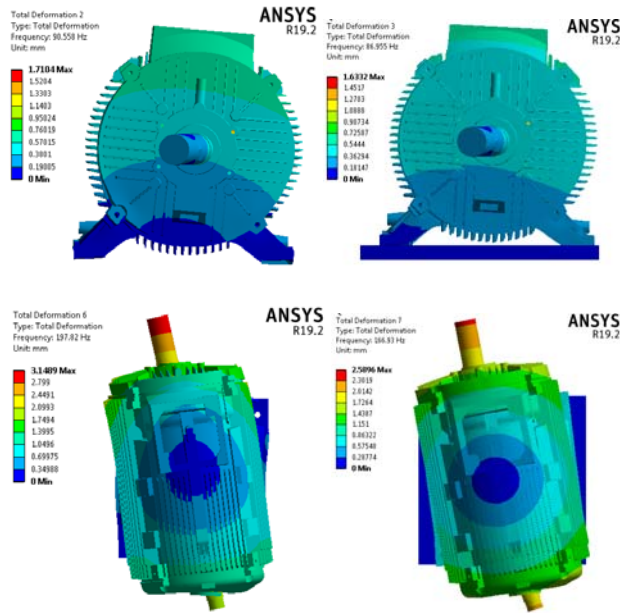 Total Deformation 2
Type: Total Deformation
Frequency: 90.558 Hz
Unit: mm
1.7104 Max
1.5204
1.3303
1.1403
0.95024
0.76019
0.57015
0.3801
0.19005
0 Min
ANSYS
R19.2
Total Deformation 3
Type: Total Deformation
Frequency: 86.955 Hz
Unit: mm
1.6332 Max
1.4517
1.2703
1.0888
0.90734
0.72587
0.5444
0.36294
0.18147
0 Min
ANSYS
R19.2
Total Deformation 6
Type: Total Deformation
Frequency: 197.02 Hz
Unit: mm
3.1489 Max
2.799
2.4491
2.0993
1.7494
1.3995
1.0496
0.69975
0.34988
0 Min
ANSYS
R19.2
Total Deformation 7
Type: Total Deformation
Frequency: 166.93 Hz
Unit: mm
2.5896 Max
2.3019
2.0142
1.7264
1.4387
1.151
0.86322
0.57548
0.28774
0 Min
ANSYS
R19.2